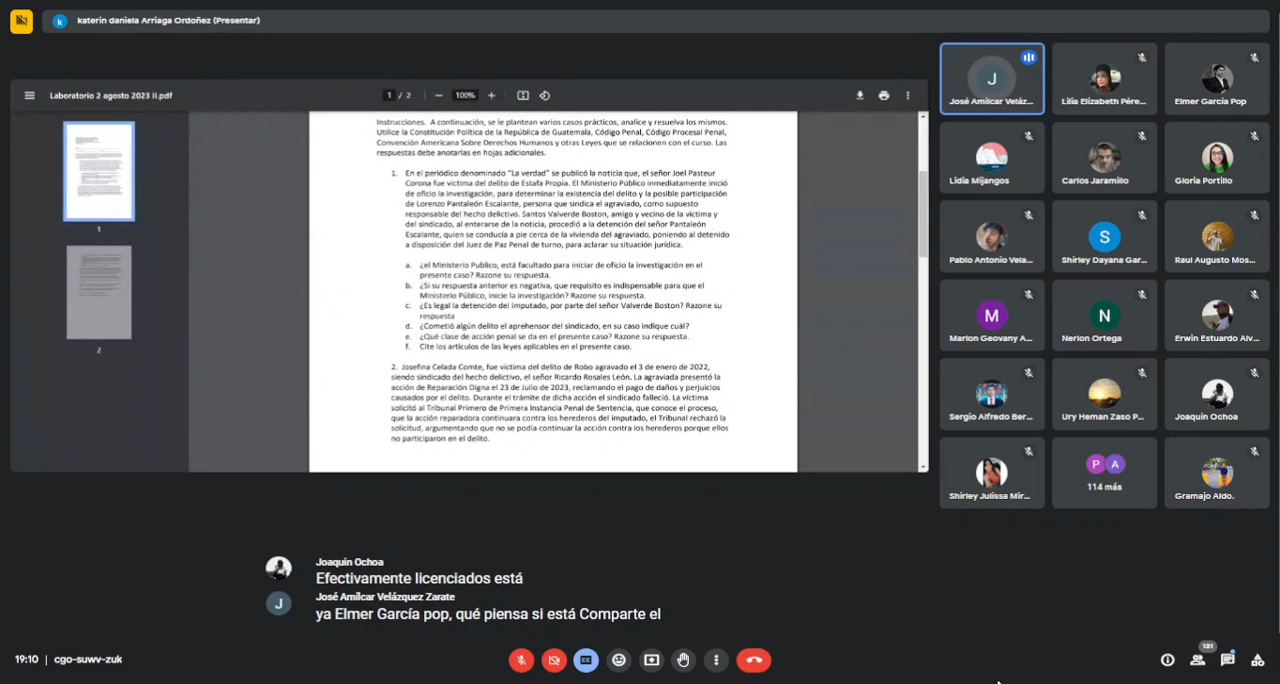 k
katerin daniela Arriaga Ordoñez (Presentar)
Laboratorio 2 agosto 2023 II.pdf
1 / 2
100%
1
2
Instrucciones. A continuación, se le plantean varios casos prácticos, analice y resuelva los mismos.
Utilice la Constitución Política de la República de Guatemala, Código Penal, Código Procesal Penal,
Convención Americana Sobre Derechos Humanos y otras Leyes que se relacionen con el curso. Las
respuestas debe anotarlas en hojas adicionales.
1. En el periódico denominado "La verdad" se publicó la noticia que, el señor Joel Pasteur
Corona fue víctima del delito de Estafa Propia. El Ministerio Público inmediatamente inició
de oficio la investigación, para determinar la existencia del delito y la posible participación
de Lorenzo Pantaleón Escalante, persona que sindica el agraviado, como supuesto
responsable del hecho delictivo. Santos Valverde Boston, amigo y vecino de la víctima y
del sindicado, al enterarse de la noticia, procedió a la detención del señor Pantaleón
Escalante, quien se conducía a pie cerca de la vivienda del agraviado, poniendo al detenido
a disposición del Juez de Paz Penal de turno, para aclarar su situación jurídica.
a. ¿el Ministerio Publico, está facultado para iniciar de oficio la investigación en el
presente caso? Razone su respuesta.
b. ¿Si su respuesta anterior es negativa, que requisito es indispensable para que el
Ministerio Público, inicie la investigación? Razone su respuesta.
c. ¿Es legal la detención del imputado, por parte del señor Valverde Boston? Razone su
respuesta
d. ¿Cometió algún delito el aprehensor del sindicado, en su caso indique cuál?
e. ¿Qué clase de acción penal se da en el presente caso? Razone su respuesta.
f. Cite los artículos de las leyes aplicables en el presente caso.
2. Josefina Celada Comte, fue víctima del delito de Robo agravado el 3 de enero de 2022,
siendo sindicado del hecho delictivo, el señor Ricardo Rosales León. La agraviada presentó la
acción de Reparación Digna el 23 de Julio de 2023, reclamando el pago de daños y perjuicios
causados por el delito. Durante el trámite de dicha acción el sindicado falleció. La víctima
solicitó al Tribunal Primero de Primera Instancia Penal de Sentencia, que conoce el proceso,
que la acción reparadora continuara contra los herederos del imputado, el Tribunal rechazó la
solicitud, argumentando que no se podía continuar la acción contra los herederos porque ellos
no participaron en el delito.
J
José Amílcar Veláz...
Lilia Elizabeth Pére...
Elmer García Pop
Lidia Mijangos
Carlos Jaramillo
Gloria Portillo
Pablo Antonio Vela...
S
Shirley Dayana Gar...
Raul Augusto Mos...
M
Marlon Geovany A...
N
Nerion Ortega
Erwin Estuardo Alv...
Sergio Alfredo Ber...
Ury Heman Zaso P...
Joaquin Ochoa
Shirley Julissa Mir...
P A
114 más
Gramajo Aldo.
Joaquin Ochoa
Efectivamente licenciados está
J
José Amílcar Velázquez Zarate
ya Elmer García pop, qué piensa si está Comparte el
19:10 | cgo-suwv-zuk
CC
131